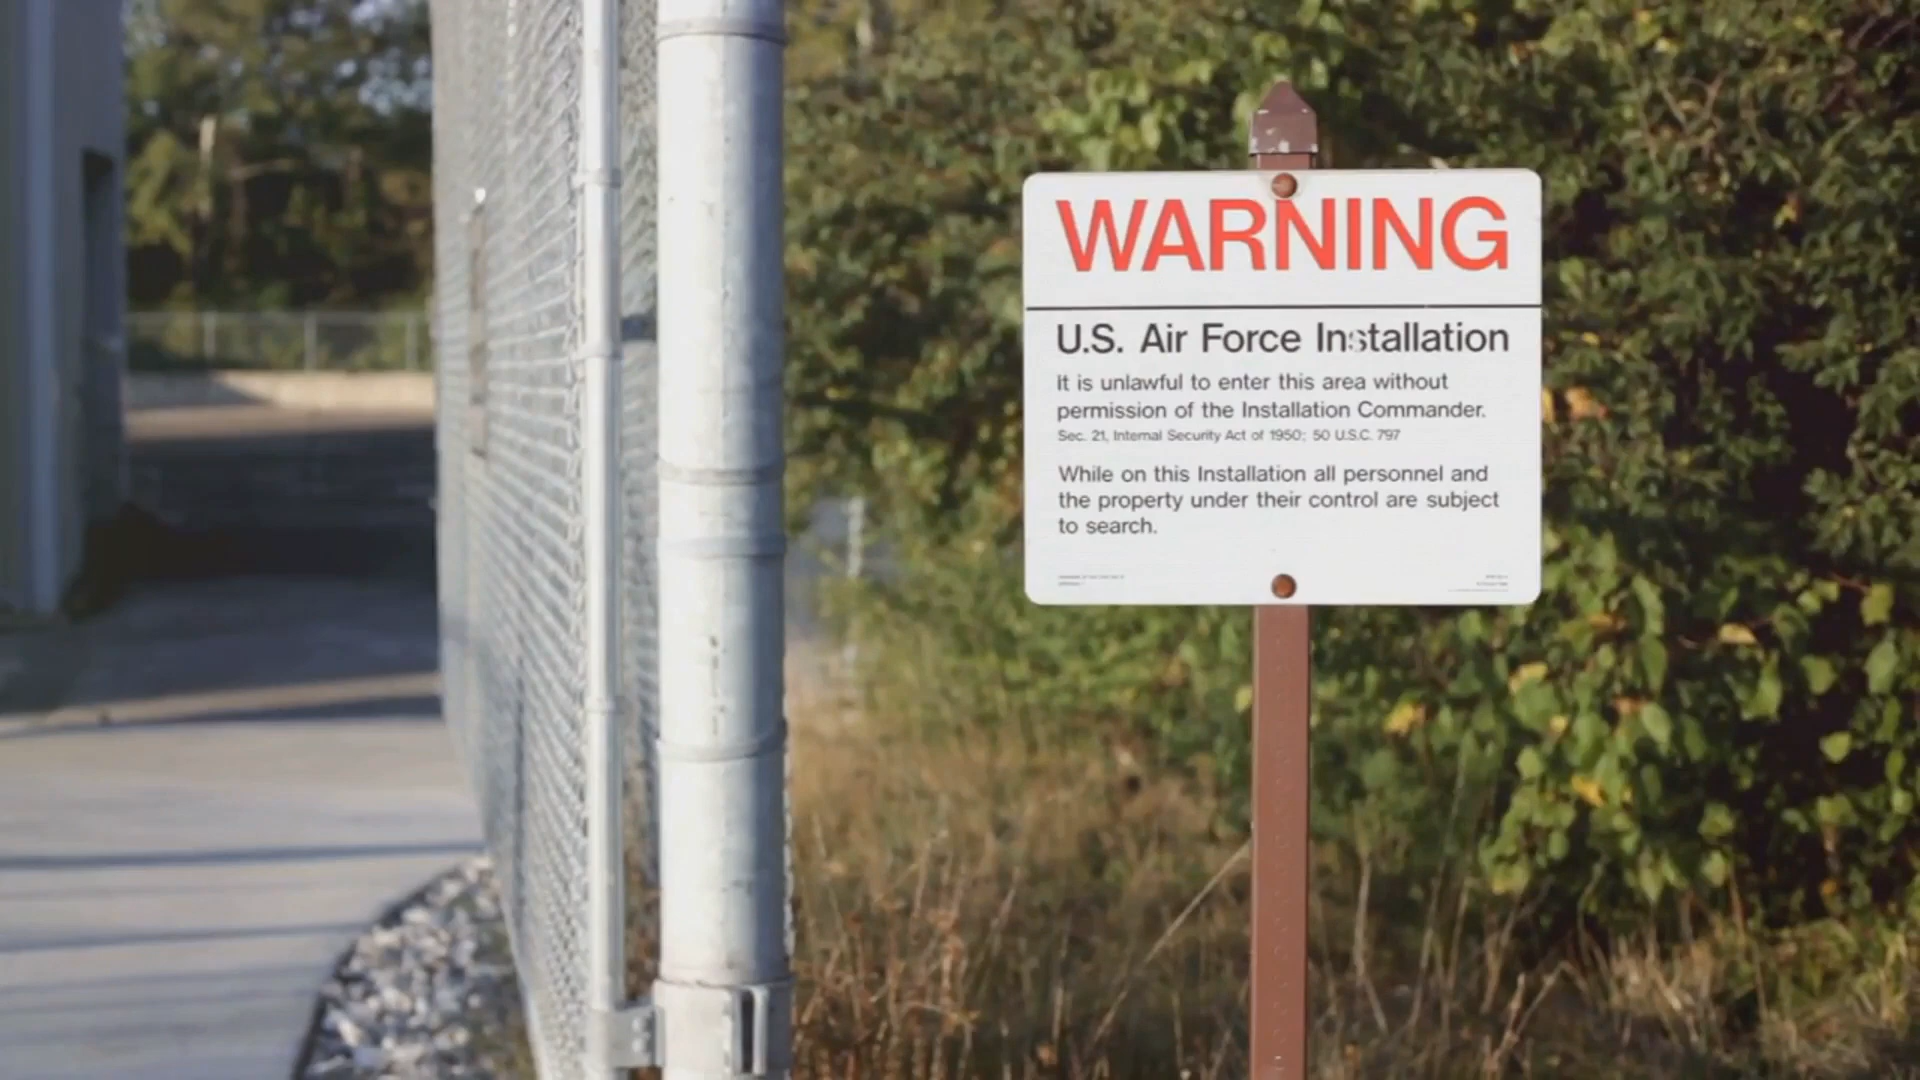 WARNING
U.S. Air Force Installation
It is unlawful to enter this area without
permission of the Installation Commander.
Sec. 21, Internal Security Act of 1950; 50 U.S.C. 797
While on this Installation all personnel and
the property under their control are subject
to search.